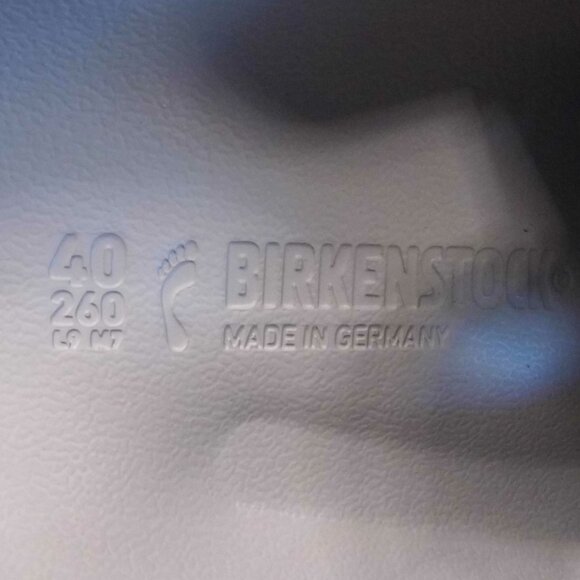 40
260
L9 M7
BIRKENSTOCK
MADE IN GERMANY